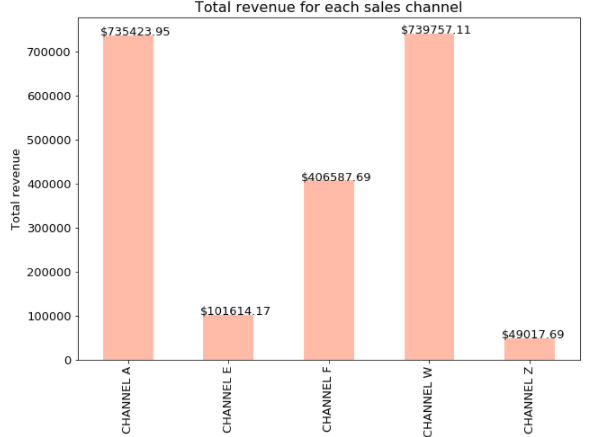 Total revenue for each sales channel
$735423.95
$101614.17
$406587.69
$739757.11
$49017.69
Total revenue
700000
600000
500000
400000
300000
200000
100000
0
CHANNEL A
CHANNEL E
CHANNEL F
CHANNEL W
CHANNEL Z